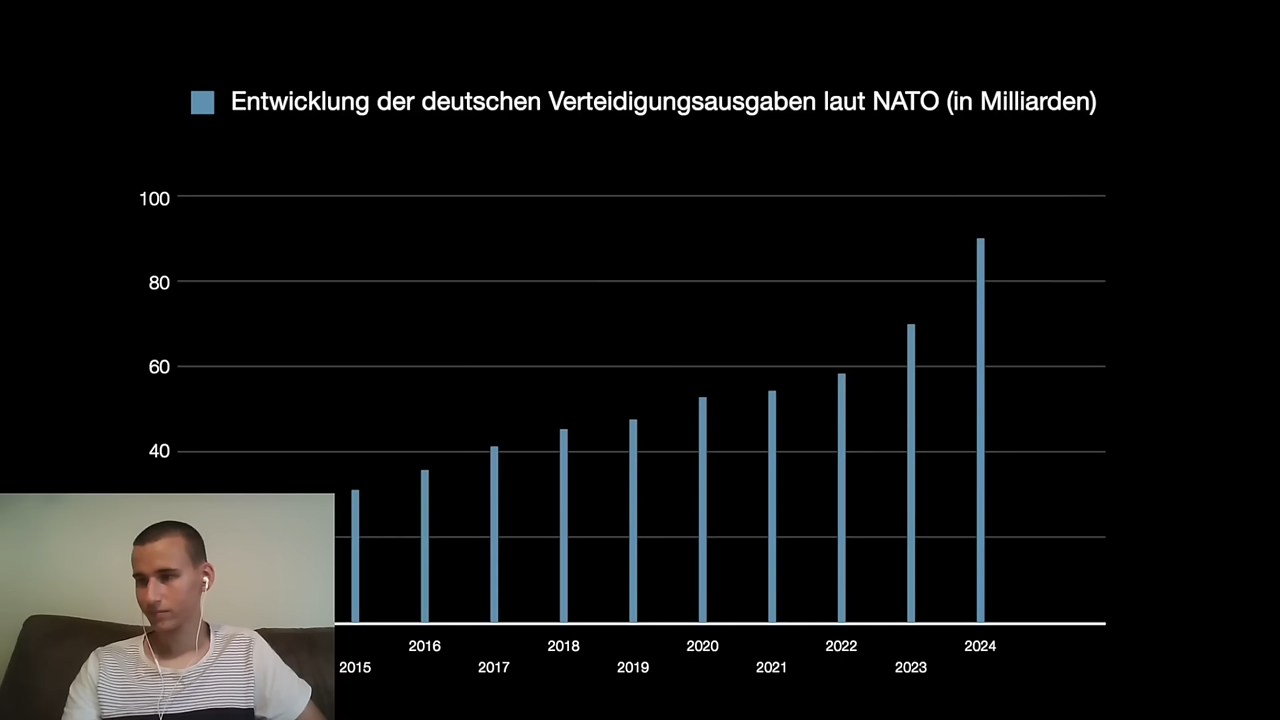 Entwicklung der deutschen Verteidigungsausgaben laut NATO (in Milliarden)
100
80
60
40
2016 2018 2020 2022 2024
2015 2017 2019 2021 2023